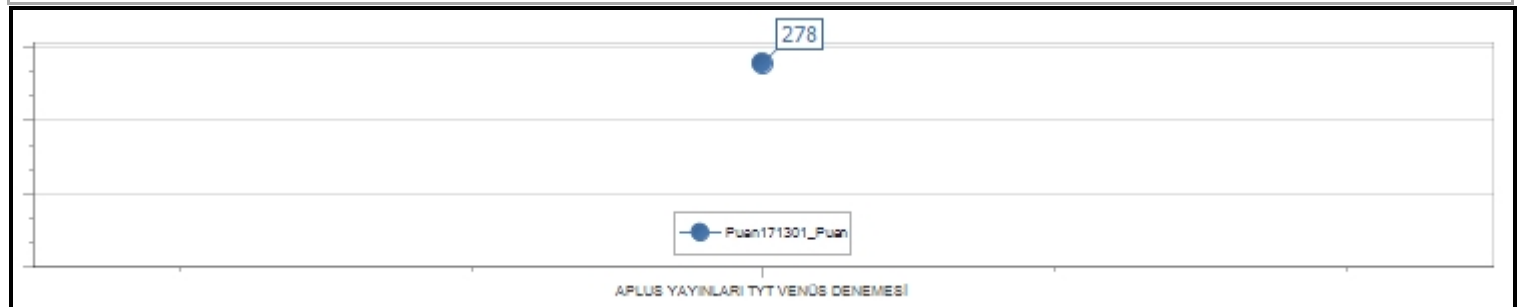 278
Puan171301_Puan
APLUS YAYINLARI TYT VENÜS DENEMESİ